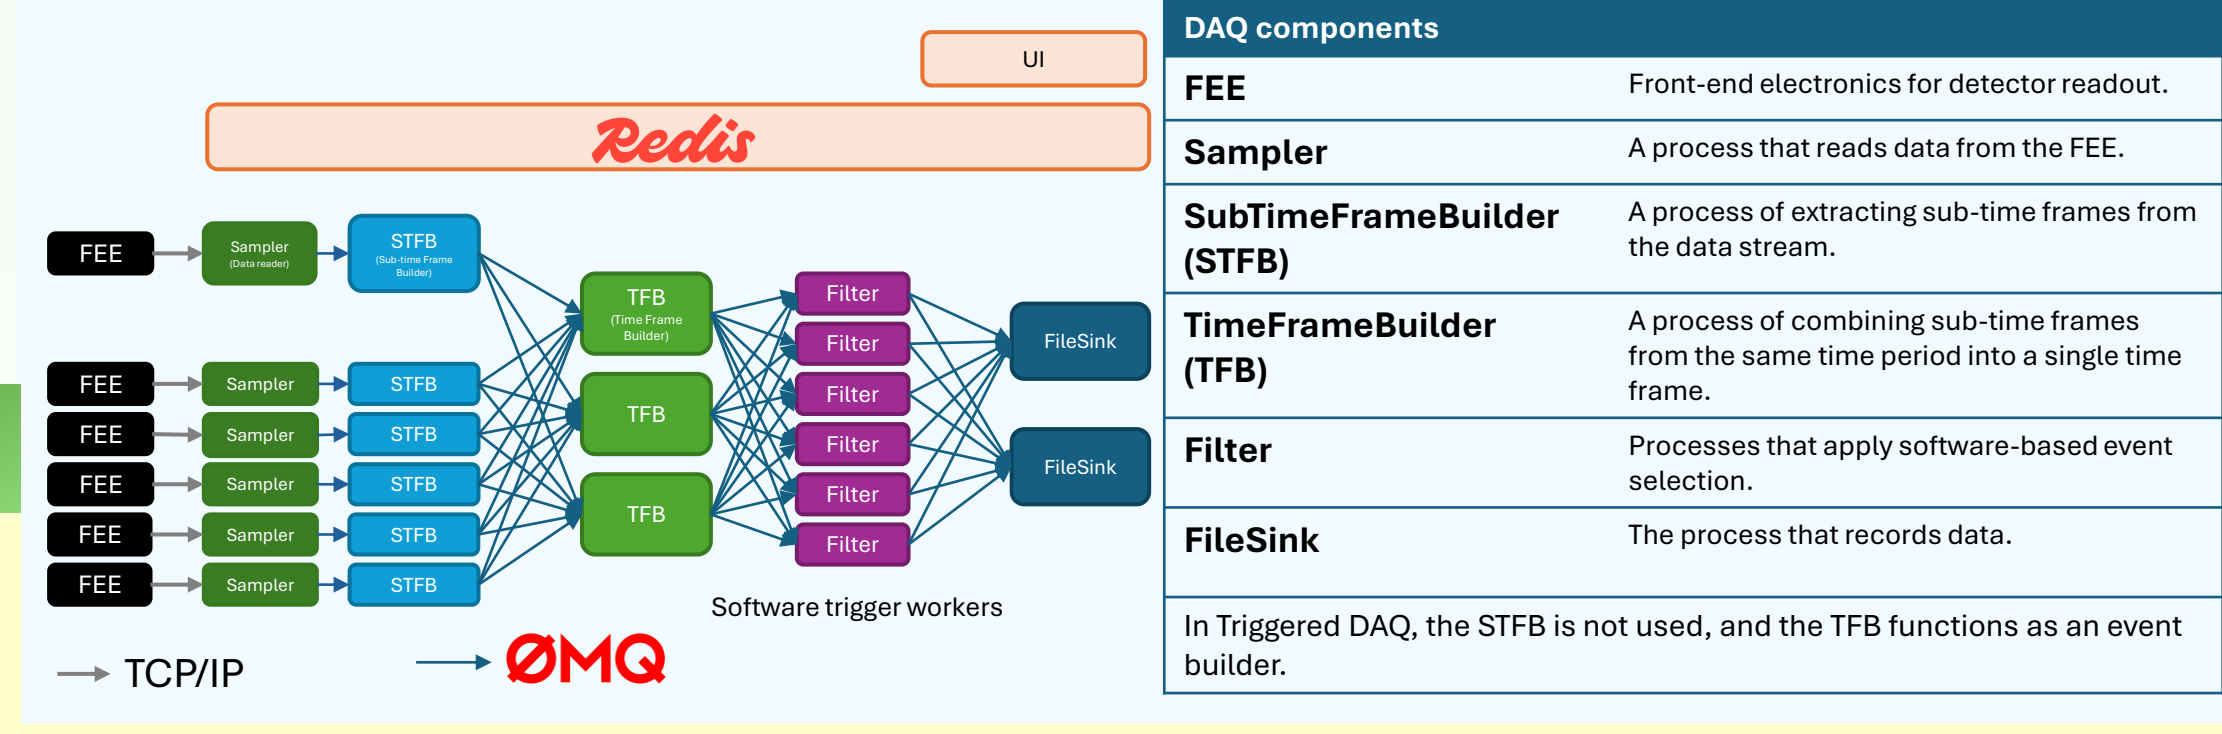 UI
Redis
FEE
Sampler
(Data reader)
STFB
(Sub-time Frame
Builder)
FEE
Sampler
STFB
FEE
Sampler
STFB
FEE
Sampler
STFB
FEE
Sampler
STFB
FEE
Sampler
STFB
TFB
(Time Frame
Builder)
TFB
TFB
Filter
Filter
Filter
Filter
Filter
Filter
FileSink
FileSink
Software trigger workers
TCP/IP
ØMQ
DAQ components
FEE
Front-end electronics for detector readout.
Sampler
A process that reads data from the FEE.
SubTimeFrameBuilder
(STFB)
A process of extracting sub-time frames from
the data stream.
TimeFrameBuilder
(TFB)
A process of combining sub-time frames
from the same time period into a single time
frame.
Filter
Processes that apply software-based event
selection.
FileSink
The process that records data.
In Triggered DAQ, the STFB is not used, and the TFB functions as an event
builder.